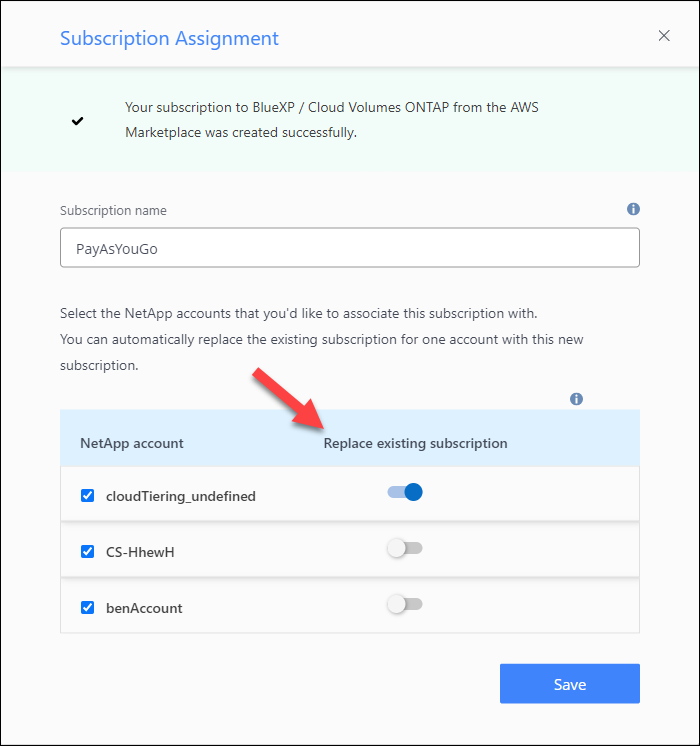 Subscription Assignment
Your subscription to BlueXP / Cloud Volumes ONTAP from the AWS
Marketplace was created successfully.
Subscription name
PayAsYouGo
Select the NetApp accounts that you'd like to associate this subscription with.
You can automatically replace the existing subscription for one account with this new
subscription.
NetApp account Replace existing subscription
cloudTiering_undefined
CS-HhewH
benAccount
Save